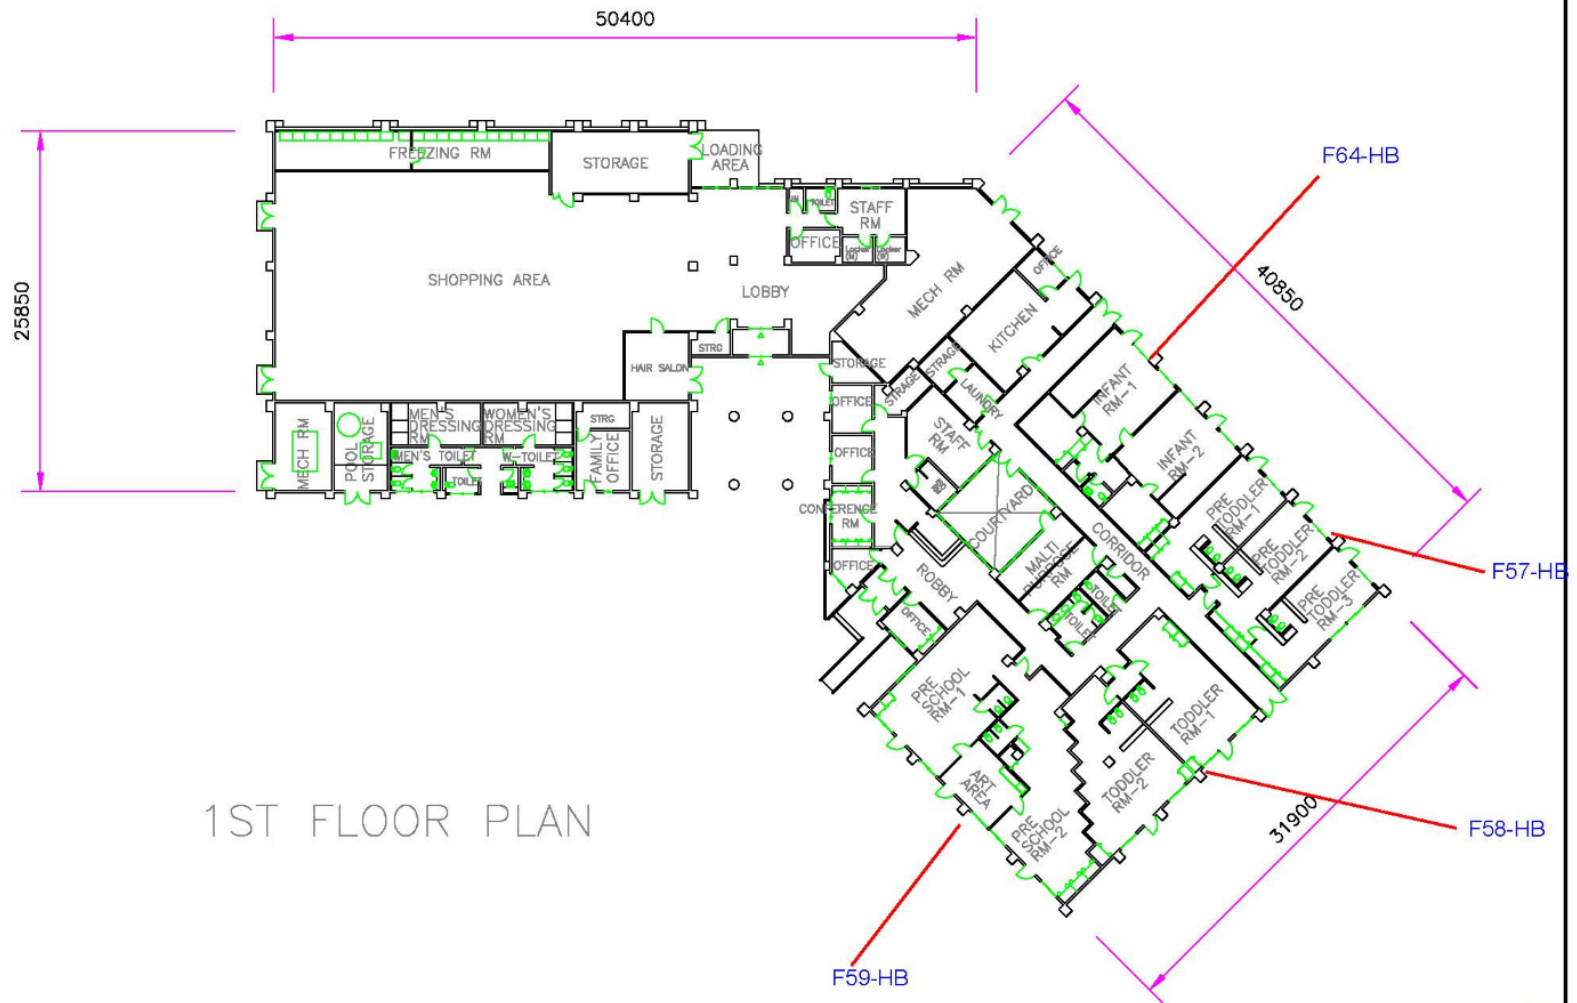 50400
25850
40850
31900
F64-HB
F57-HB
F58-HB
F59-HB
FREEZING RM
STORAGE
LOADING
AREA
TOILET
STAFF
RM
OFFICE
Locker
(M)
Locker
(W)
SHOPPING AREA
LOBBY
MECH RM
OFFICE
KITCHEN
STRG
HAIR SALON
STORAGE
STRAGE
STRAGE
LAUNDRY
OFFICE
STAFF
RM
OFFICE
CONFERENCE
RM
OFFICE
MECH RM
POOL
STORAGE
MEN'S
DRESSING
RM
WOMEN'S
DRESSING
RM
MEN'S TOILET
W-TOILET
TOILET
STRG
FAMILY
OFFICE
STORAGE
INFANT
RM-1
INFANT
RM-2
PRE
TODDLER
RM-1
PRE
TODDLER
RM-2
PRE
TODDLER
RM-3
COURTYARD
CORRIDOR
MALTI
PURPOSE
RM
TOILET
TOILET
ROBBY
OFFICE
PRE
SCHOOL
RM-1
ART
AREA
PRE
SCHOOL
RM-2
TODDLER
RM-1
TODDLER
RM-2
1ST FLOOR PLAN